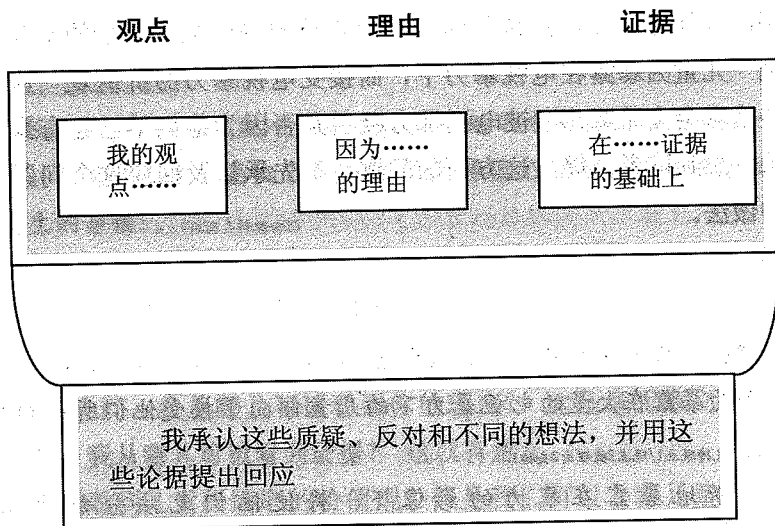 观点 理由 证据
我的观
点……
因为……
的理由
在……证据
的基础上
我承认这些质疑、反对和不同的想法，并用这
些论据提出回应